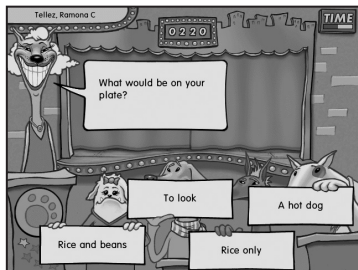 Tellez, Ramona C
0220
TIME
What would be on your
plate?
To look
A hot dog
Rice and beans
Rice only